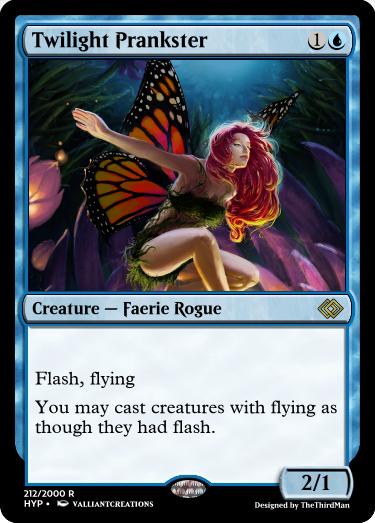 Twilight Prankster 1
Creature — Faerie Rogue
Flash, flying
You may cast creatures with flying as
though they had flash.
2/1
212/2000 R
HYP • VALLIANTCREATIONS
Designed by TheThirdMan